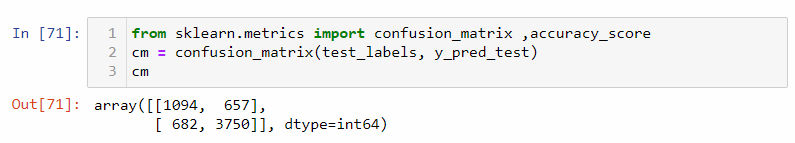 In [71]:
1 from sklearn.metrics import confusion_matrix ,accuracy_score
2 cm = confusion_matrix(test_labels, y_pred_test)
3 cm
Out[71]: array([[1094,  657],
       [ 682, 3750]], dtype=int64)